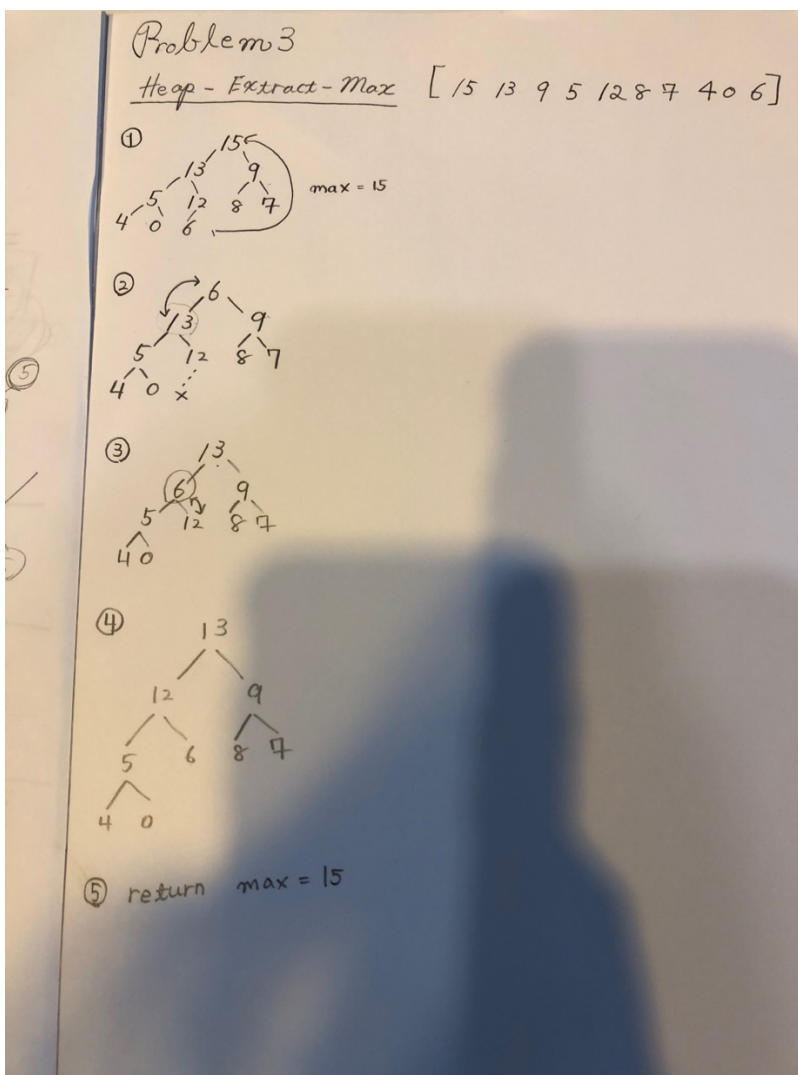 Problem 3
Heap - Extract - Max [ 15 13 9 5 12 8 7 4 0 6 ]
①
15
13 9
max = 15
5 12 8 7
4 0 6
②
6
13 9
5 12 8 7
4 0 x
⑤
③
13
6 9
5 12 8 7
4 0
④
13
12 9
5 6 8 7
4 0
⑤ return max = 15